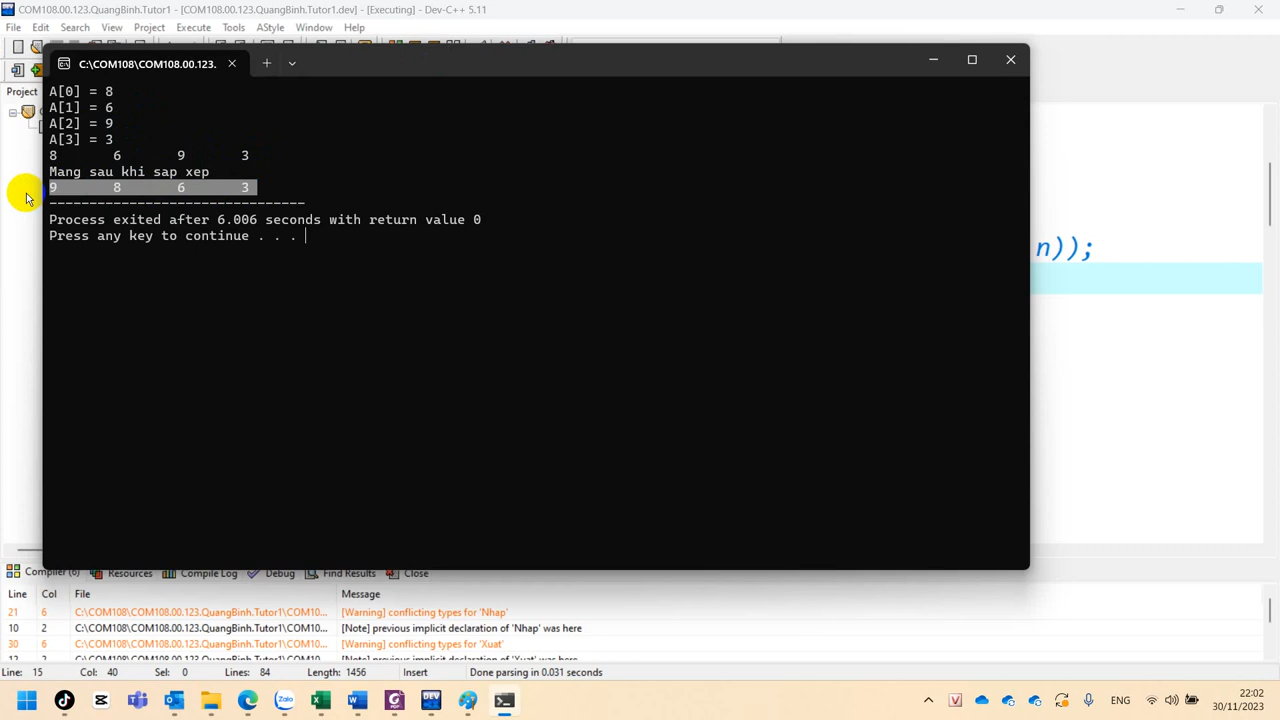 COM108.00.123.QuangBinh.Tutor1 - [COM108.00.123.QuangBinh.Tutor1.dev] - [Executing] - Dev-C++ 5.11
File Edit Search View Project Execute Tools AStyle Window Help
C:\COM108\COM108.00.123.
Project
A[0] = 8
A[1] = 6
A[2] = 9
A[3] = 3
8 6 9 3
Mang sau khi sap xep
9 8 6 3
--------------------------------
Process exited after 6.006 seconds with return value 0
Press any key to continue . . .
n));
Compiler (6) Resources Compile Log Debug Find Results Close
Line Col File Message
21 6 C:\COM108\COM108.00.123.QuangBinh.Tutor1\COM10... [Warning] conflicting types for 'Nhap'
10 2 C:\COM108\COM108.00.123.QuangBinh.Tutor1\COM10... [Note] previous implicit declaration of 'Nhap' was here
30 6 C:\COM108\COM108.00.123.QuangBinh.Tutor1\COM10... [Warning] conflicting types for 'Xuat'
12 2 C:\COM108\COM108.00.123.QuangBinh.Tutor1\COM10... [Note] previous implicit declaration of 'Xuat' was here
Line: 15 Col: 40 Sel: 0 Lines: 84 Length: 1456 Insert Done parsing in 0.031 seconds
DEV
ENG
22:02
30/11/2023